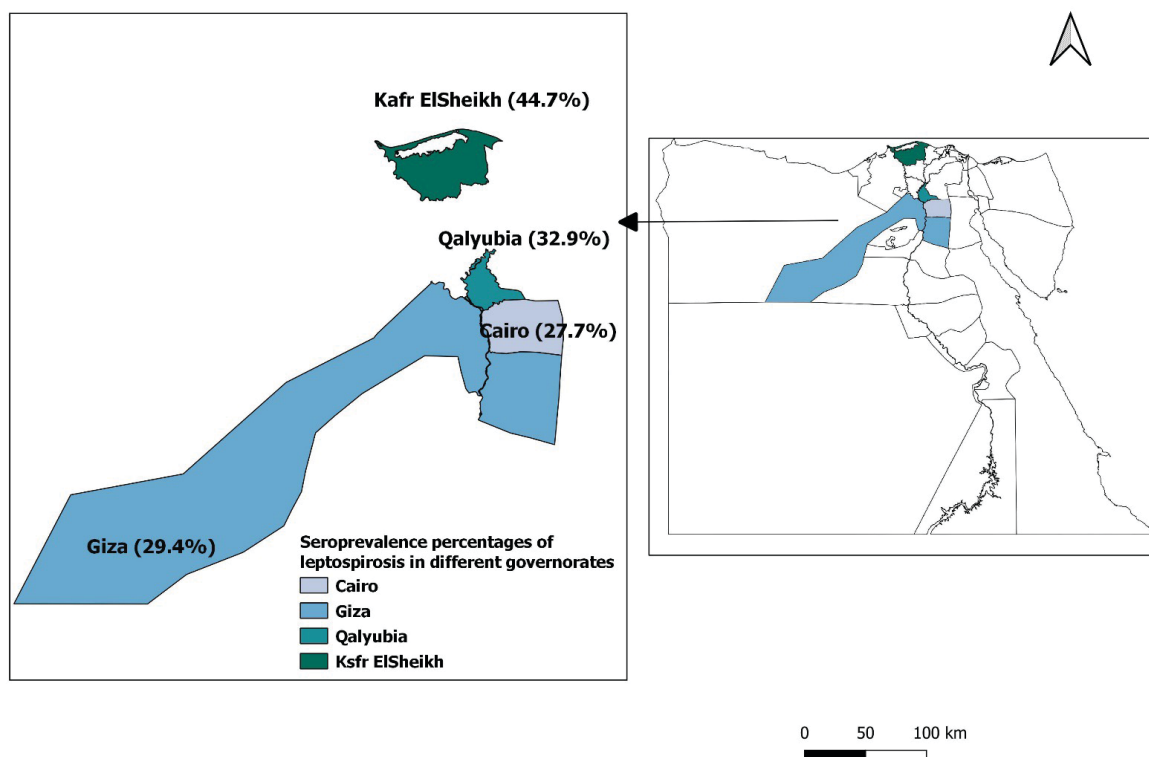 Kafr ElSheikh (44.7%)
Qalyubia (32.9%)
Cairo (27.7%)
Giza (29.4%)
Seroprevalence percentages of
leptospirosis in different governorates
Cairo
Giza
Qalyubia
Ksfr ElSheikh
0 50 100 km